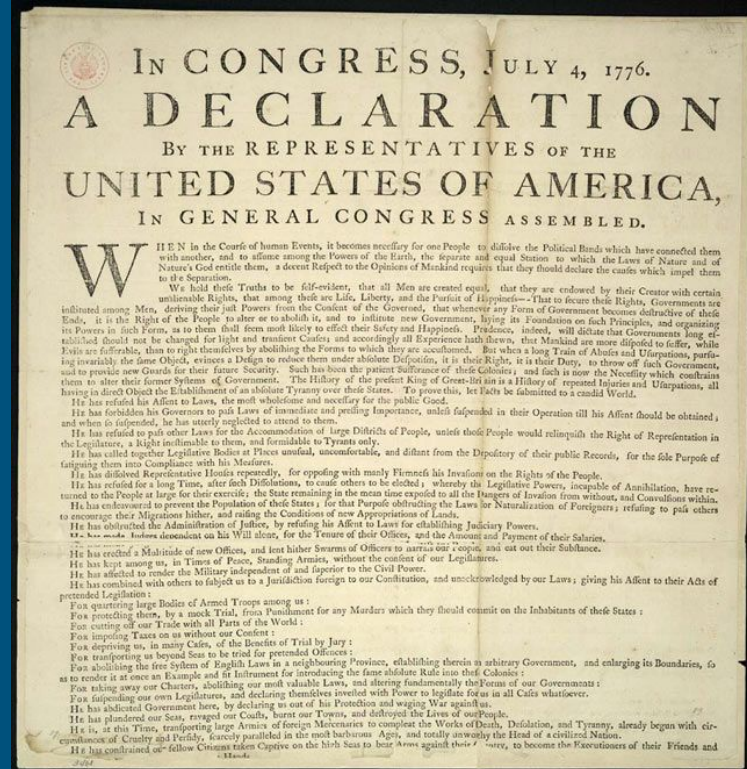 IN CONGRESS, JULY 4, 1776.
A DECLARATION
BY THE REPRESENTATIVES OF THE
UNITED STATES OF AMERICA,
IN GENERAL CONGRESS ASSEMBLED.
WHEN in the Courſe of human Events, it becomes neceſſary for one People to diſſolve the Political Bands which have connected them
with another, and to aſſume among the Powers of the Earth, the ſeparate and equal Station to which the Laws of Nature and of
Nature's God entitle them, a decent Reſpect to the Opinions of Mankind requires that they ſhould declare the cauſes which impel them
to the Separation.
WE hold theſe Truths to be ſelf-evident, that all Men are created equal, that they are endowed by their Creator with certain
unalienable Rights, that among theſe are Life, Liberty, and the Purſuit of Happineſs—-That to ſecure theſe Rights, Governments are
inſtituted among Men, deriving their juſt Powers from the Conſent of the Governed, that whenever any Form of Government becomes deſtructive of theſe
Ends, it is the Right of the People to alter or to aboliſh it, and to inſtitute new Government, laying its Foundation on ſuch Principles, and organizing
its Powers in ſuch Form, as to them ſhall ſeem moſt likely to effect their Safety and Happineſs. Prudence, indeed, will dictate that Governments long eſ-
tabliſhed ſhould not be changed for light and tranſient Cauſes; and accordingly all Experience hath ſhewn, that Mankind are more diſpoſed to ſuffer, while
Evils are ſufferable, than to right themſelves by aboliſhing the Forms to which they are accuſtomed. But when a long Train of Abuſes and Uſurpations, purſu-
ing invariably the ſame Object, evinces a Deſign to reduce them under abſolute Deſpotiſm, it is their Right, it is their Duty, to throw off ſuch Government,
and to provide new Guards for their future Security. Such has been the patient Sufferance of theſe Colonies; and ſuch is now the Neceſſity which conſtrains
them to alter their former Syſtems of Government. The Hiſtory of the preſent King of Great-Britain is a Hiſtory of repeated Injuries and Uſurpations, all
having in direct Object the Eſtabliſhment of an abſolute Tyranny over theſe States. To prove this, let Facts be ſubmitted to a candid World.
HE has refuſed his Aſſent to Laws, the moſt wholeſome and neceſſary for the public Good.
HE has forbidden his Governors to paſs Laws of immediate and preſſing Importance, unleſs ſuſpended in their Operation till his Aſſent ſhould be obtained;
and when ſo ſuſpended, he has utterly neglected to attend to them.
HE has refuſed to paſs other Laws for the Accommodation of large Diſtricts of People, unleſs thoſe People would relinquiſh the Right of Repreſentation in
the Legiſlature, a Right ineſtimable to them, and formidable to Tyrants only.
HE has called together Legiſlative Bodies at Places unuſual, uncomfortable, and diſtant from the Depoſitory of their public Records, for the ſole Purpoſe of
fatiguing them into Compliance with his Meaſures.
HE has diſſolved Repreſentative Houſes repeatedly, for oppoſing with manly Firmneſs his Invaſions on the Rights of the People.
HE has refuſed for a long Time, after ſuch Diſſolutions, to cauſe others to be elected; whereby the Legiſlative Powers, incapable of Annihilation, have re-
turned to the People at large for their exerciſe; the State remaining in the mean time expoſed to all the Dangers of Invaſion from without, and Convulſions within.
HE has endeavoured to prevent the Population of theſe States; for that Purpoſe obſtructing the Laws for Naturalization of Foreigners; refuſing to paſs others
to encourage their Migrations hither, and raiſing the Conditions of new Appropriations of Lands.
HE has obſtructed the Adminiſtration of Juſtice, by refuſing his Aſſent to Laws for eſtabliſhing Judiciary Powers.
HE has made Judges dependent on his Will alone, for the Tenure of their Offices, and the Amount and Payment of their Salaries.
HE has erected a Multitude of new Offices, and ſent hither Swarms of Officers to harraſs our People, and eat out their Subſtance.
HE has kept among us, in Times of Peace, Standing Armies, without the conſent of our Legiſlatures.
HE has affected to render the Military independent of and ſuperior to the Civil Power.
HE has combined with others to ſubject us to a Juriſdiction foreign to our Conſtitution, and unacknowledged by our Laws; giving his Aſſent to their Acts of
pretended Legiſlation:
FOR quartering large Bodies of Armed Troops among us:
FOR protecting them, by a mock Trial, from Puniſhment for any Murders which they ſhould commit on the Inhabitants of theſe States:
FOR cutting off our Trade with all Parts of the World:
FOR impoſing Taxes on us without our Conſent:
FOR depriving us, in many Caſes, of the Benefits of Trial by Jury:
FOR tranſporting us beyond Seas to be tried for pretended Offences:
FOR aboliſhing the free Syſtem of Engliſh Laws in a neighbouring Province, eſtabliſhing therein an arbitrary Government, and enlarging its Boundaries, ſo
as to render it at once an Example and fit Inſtrument for introducing the ſame abſolute Rule into theſe Colonies:
FOR taking away our Charters, aboliſhing our moſt valuable Laws, and altering fundamentally the Forms of our Governments:
FOR ſuſpending our own Legiſlatures, and declaring themſelves inveſted with Power to legiſlate for us in all Caſes whatſoever.
HE has abdicated Government here, by declaring us out of his Protection and waging War againſt us.
HE has plundered our Seas, ravaged our Coaſts, burnt our Towns, and deſtroyed the Lives of our People.
HE is, at this Time, tranſporting large Armies of foreign Mercenaries to compleat the Works of Death, Deſolation, and Tyranny, already begun with cir-
cumſtances of Cruelty and Perfidy, ſcarcely paralleled in the moſt barbarous Ages, and totally unworthy the Head of a civilized Nation.
HE has conſtrained our fellow Citizens taken Captive on the high Seas to bear Arms againſt their Country, to become the Executioners of their Friends and